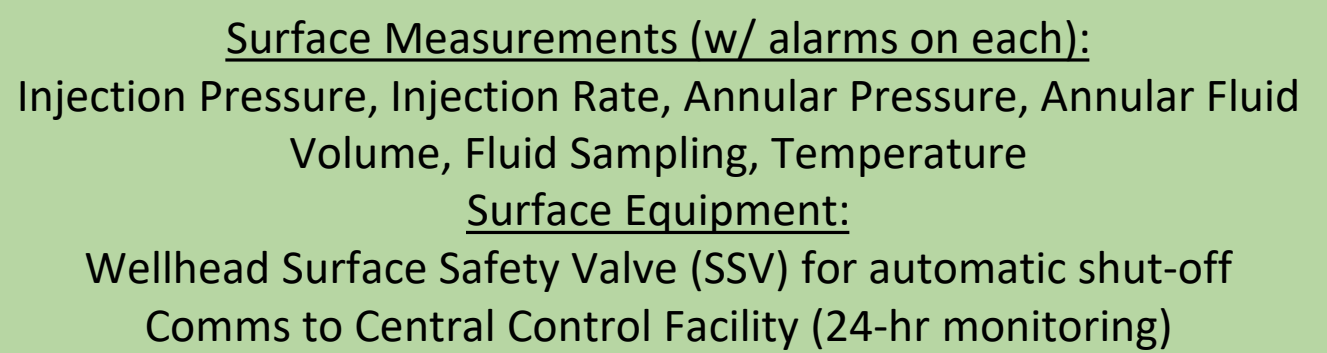 Surface Measurements (w/ alarms on each):
Injection Pressure, Injection Rate, Annular Pressure, Annular Fluid
Volume, Fluid Sampling, Temperature
Surface Equipment:
Wellhead Surface Safety Valve (SSV) for automatic shut-off
Comms to Central Control Facility (24-hr monitoring)